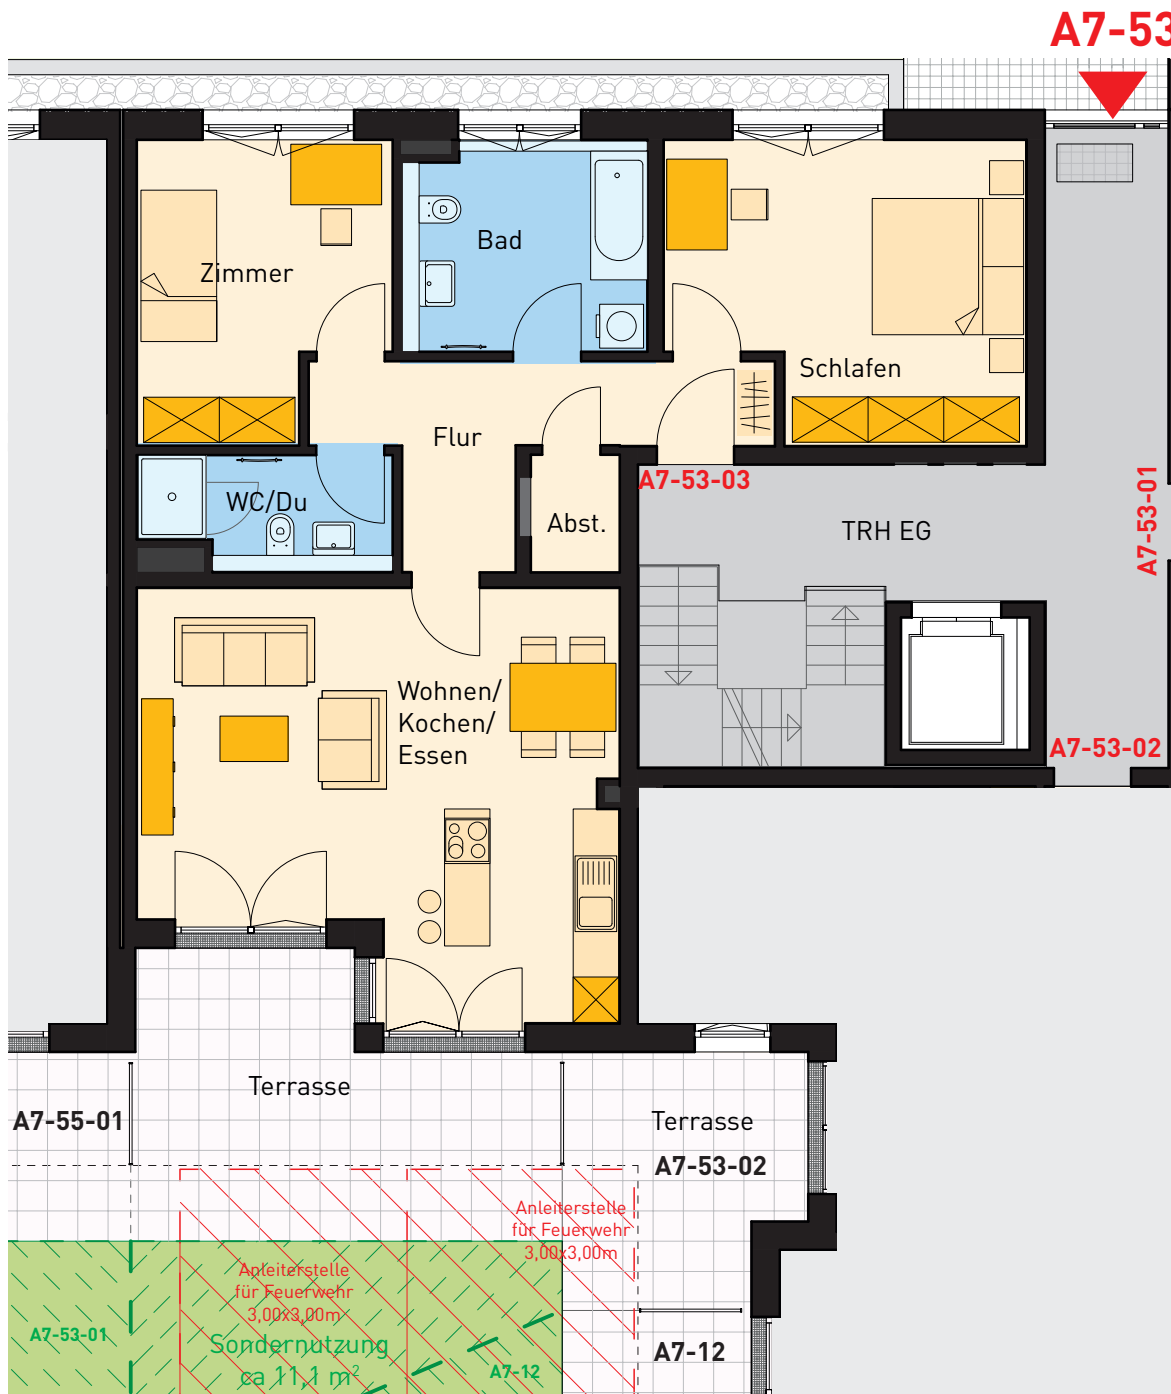 A7-53
Bad
Zimmer
Schlafen
Flur
A7-53-03
A7-53-01
WC/Du
Abst.
TRH EG
Wohnen/
Kochen/
Essen
A7-53-02
Terrasse
A7-55-01
Terrasse
A7-53-02
Anleiterstelle
für Feuerwehr
3,00x3,00m
Anleiterstelle
für Feuerwehr
3,00x3,00m
A7-53-01
Sondernutzung
ca 11,1 m²
A7-12
A7-12